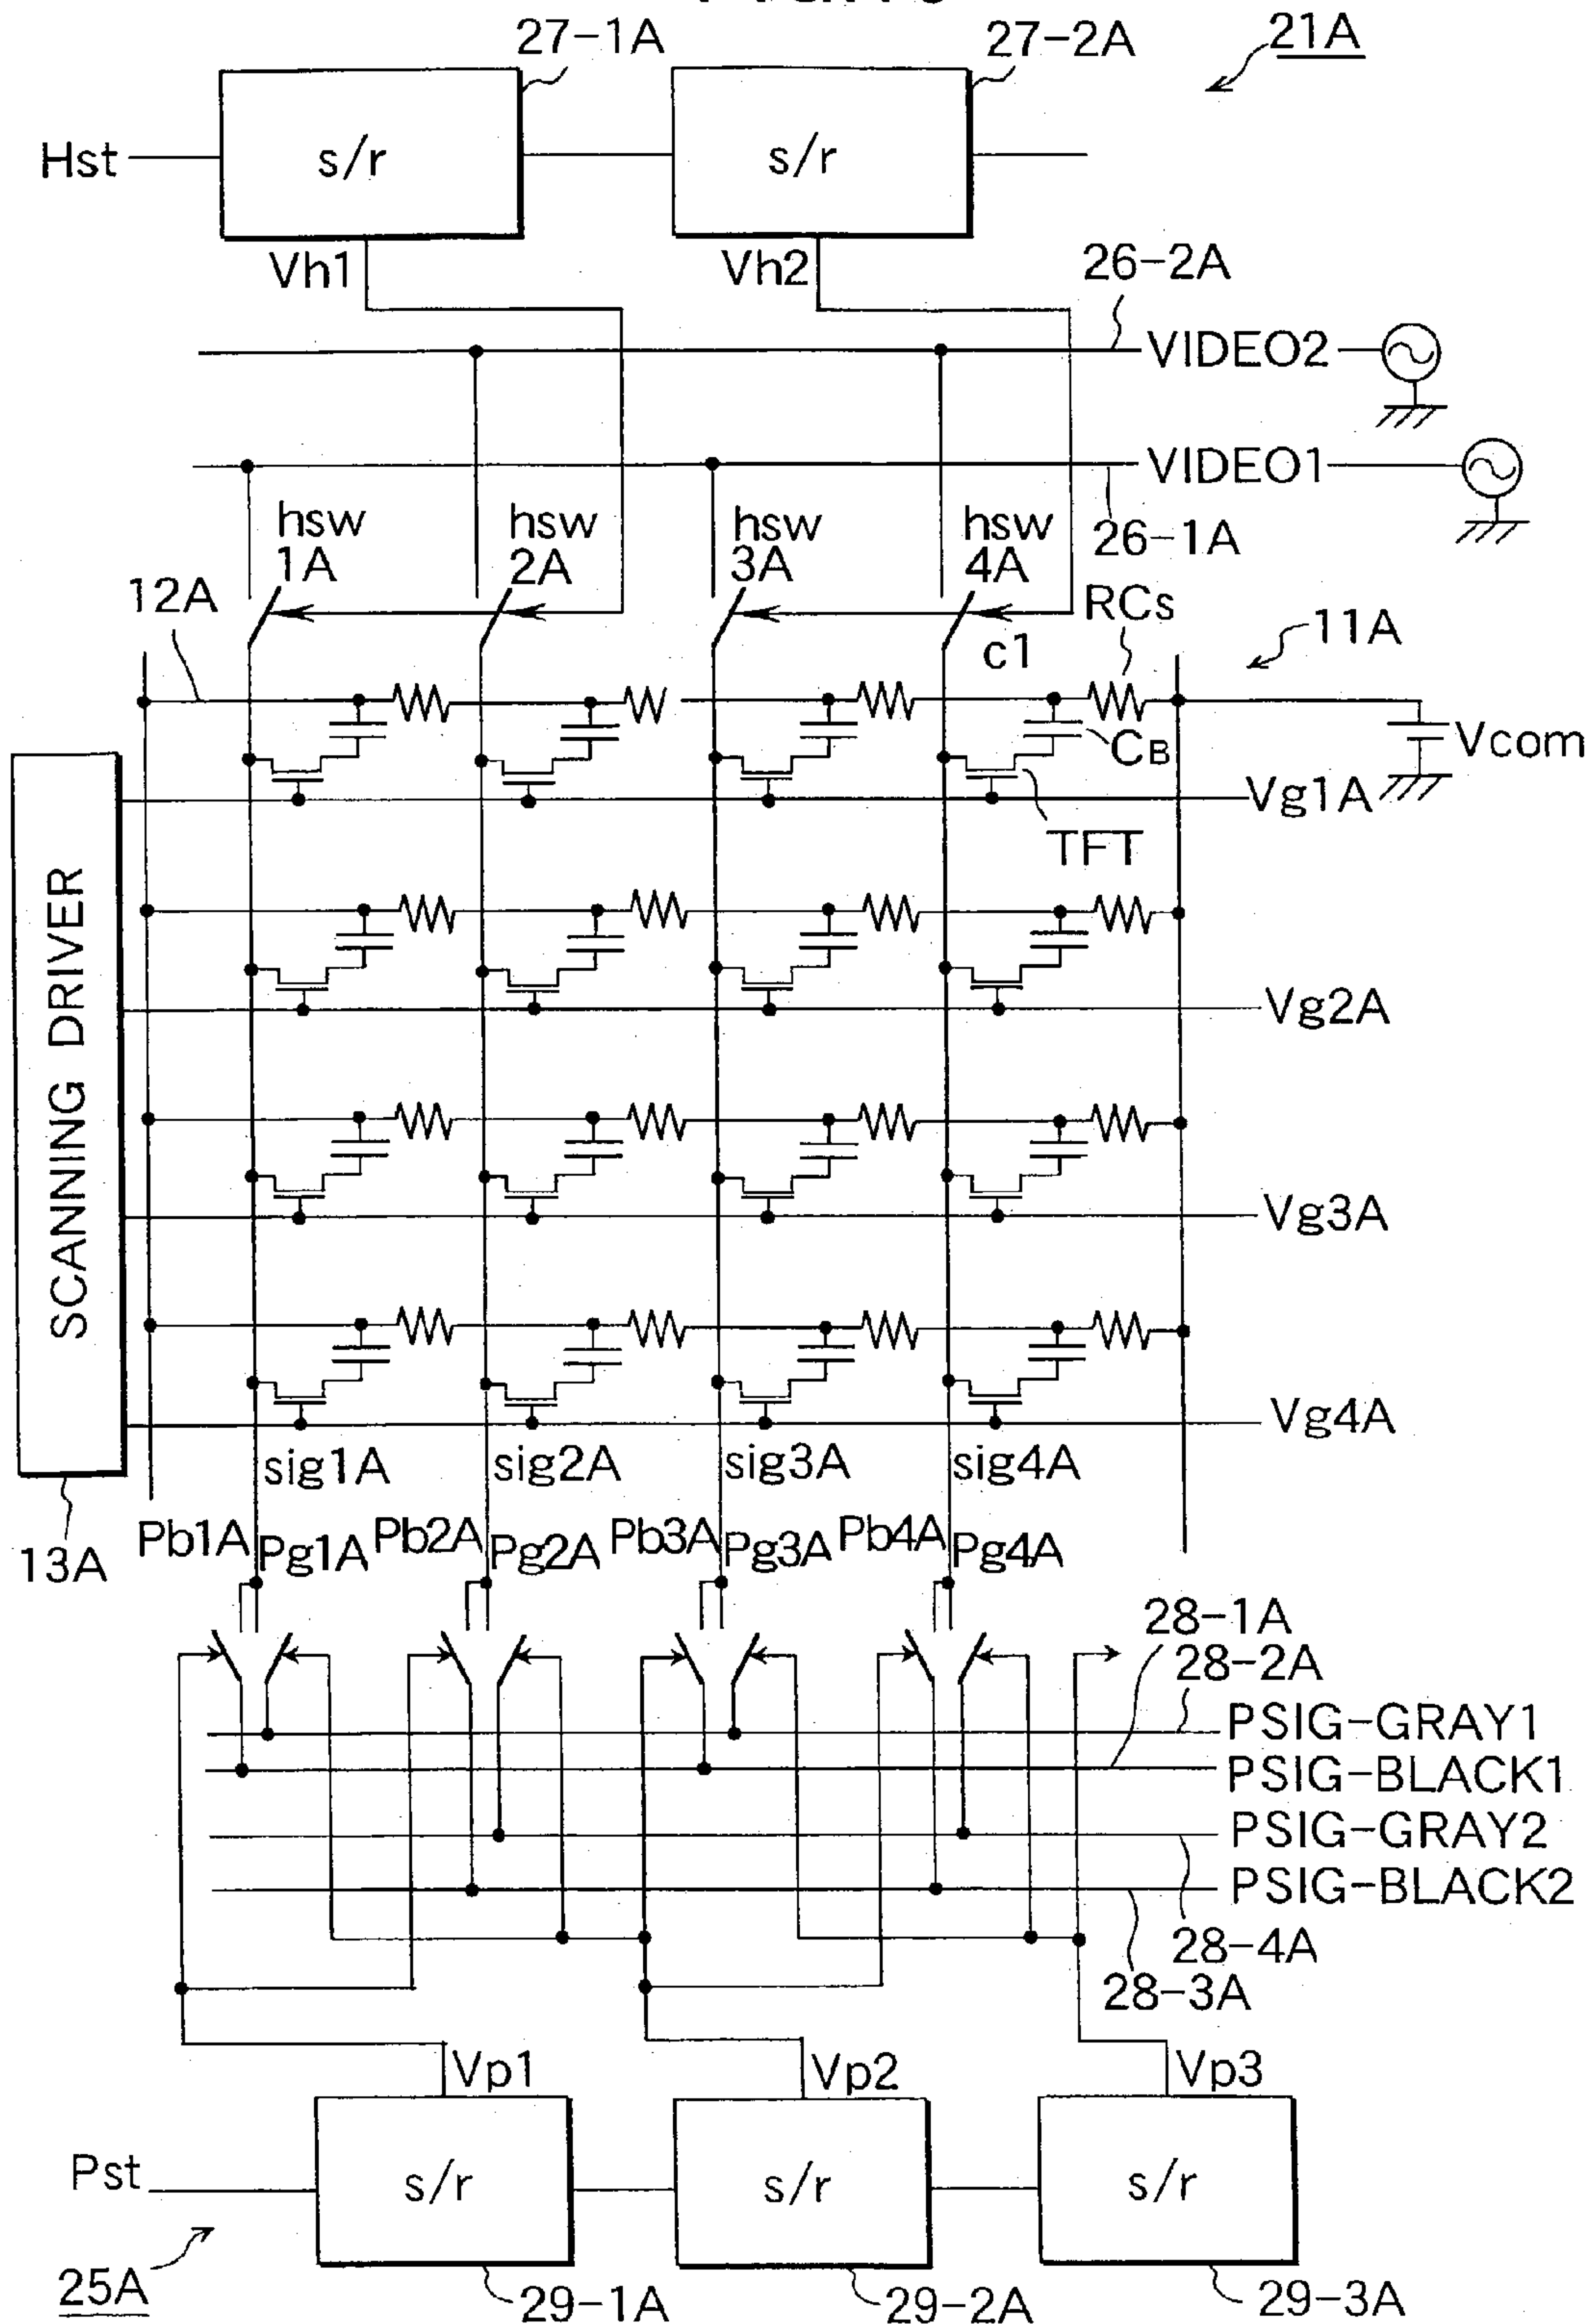 27-1A
27-2A
21A
Hst
s/r
s/r
Vh1
Vh2
26-2A
VIDEO2
VIDEO1
hsw
1A
hsw
2A
hsw
3A
hsw
4A
26-1A
12A
RCs
11A
c1
CB
Vcom
Vg1A
TFT
SCANNING DRIVER
Vg2A
Vg3A
Vg4A
sig1A
sig2A
sig3A
sig4A
13A
Pb1A
Pg1A
Pb2A
Pg2A
Pb3A
Pg3A
Pb4A
Pg4A
28-1A
28-2A
PSIG-GRAY1
PSIG-BLACK1
PSIG-GRAY2
PSIG-BLACK2
28-4A
28-3A
Vp1
Vp2
Vp3
Pst
s/r
s/r
s/r
25A
29-1A
29-2A
29-3A